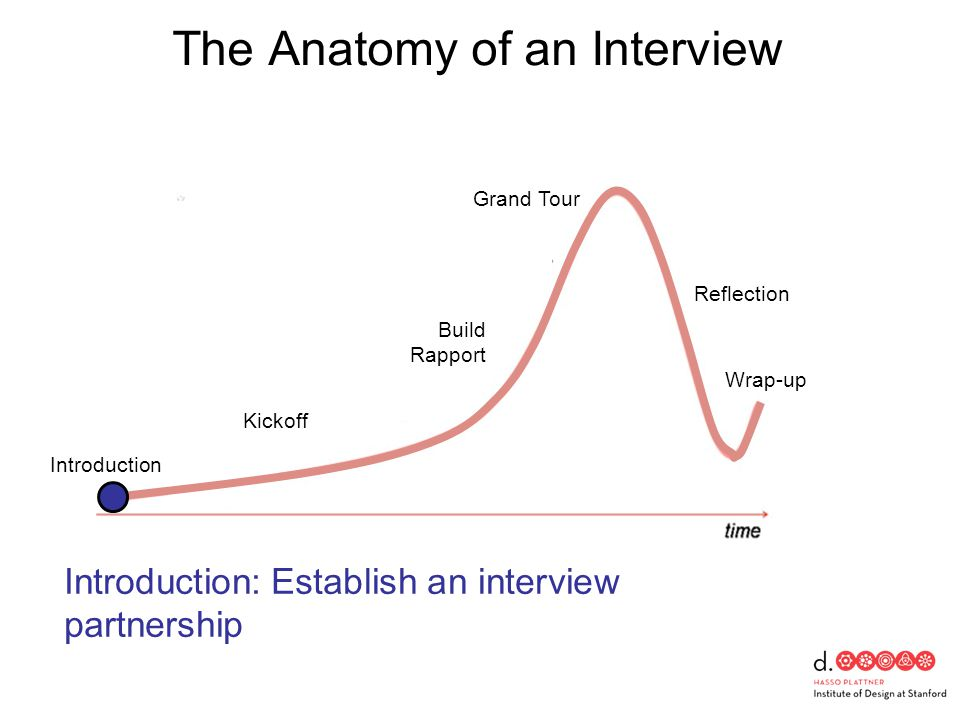 The Anatomy of an Interview
Grand Tour
Reflection
Build
Rapport
Wrap-up
Kickoff
Introduction
time
Introduction: Establish an interview
partnership
d.
HASSO PLATTNER
Institute of Design at Stanford